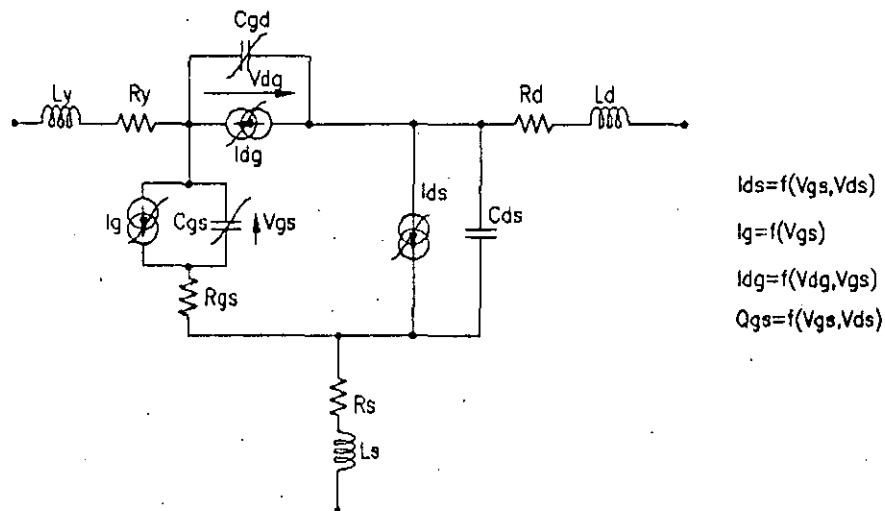 Cgd
Vdg
Ly
Ry
Idg
Rd
Ld
Ig
Cgs
Vgs
Ids
Cds
Rgs
Rs
Ls
Ids=f(Vgs,Vds)
Ig=f(Vgs)
Idg=f(Vdg,Vgs)
Qgs=f(Vgs,Vds)